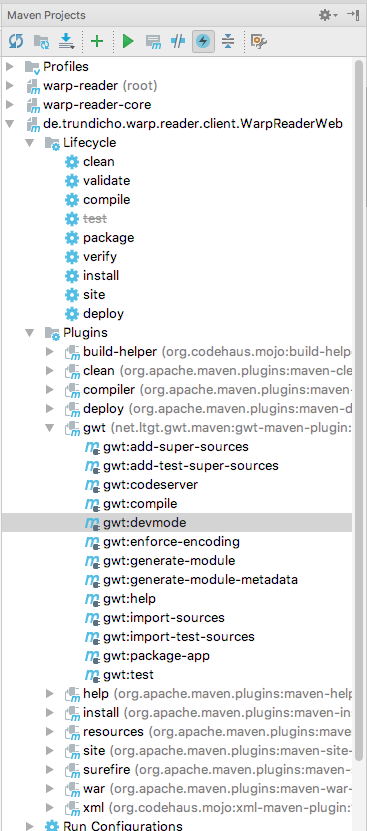 Maven Projects
Profiles
warp-reader (root)
warp-reader-core
de.trundicho.warp.reader.client.WarpReaderWeb
Lifecycle
clean
validate
compile
test
package
verify
install
site
deploy
Plugins
build-helper (org.codehaus.mojo:build-help
clean (org.apache.maven.plugins:maven-cle
compiler (org.apache.maven.plugins:maven-
deploy (org.apache.maven.plugins:maven-d
gwt (net.ltgt.gwt.maven:gwt-maven-plugin:
gwt:add-super-sources
gwt:add-test-super-sources
gwt:codeserver
gwt:compile
gwt:devmode
gwt:enforce-encoding
gwt:generate-module
gwt:generate-module-metadata
gwt:help
gwt:import-sources
gwt:import-test-sources
gwt:package-app
gwt:test
help (org.apache.maven.plugins:maven-help
install (org.apache.maven.plugins:maven-in
resources (org.apache.maven.plugins:mave
site (org.apache.maven.plugins:maven-site-
surefire (org.apache.maven.plugins:maven-
war (org.apache.maven.plugins:maven-war-
xml (org.codehaus.mojo:xml-maven-plugin:
Run Configurations